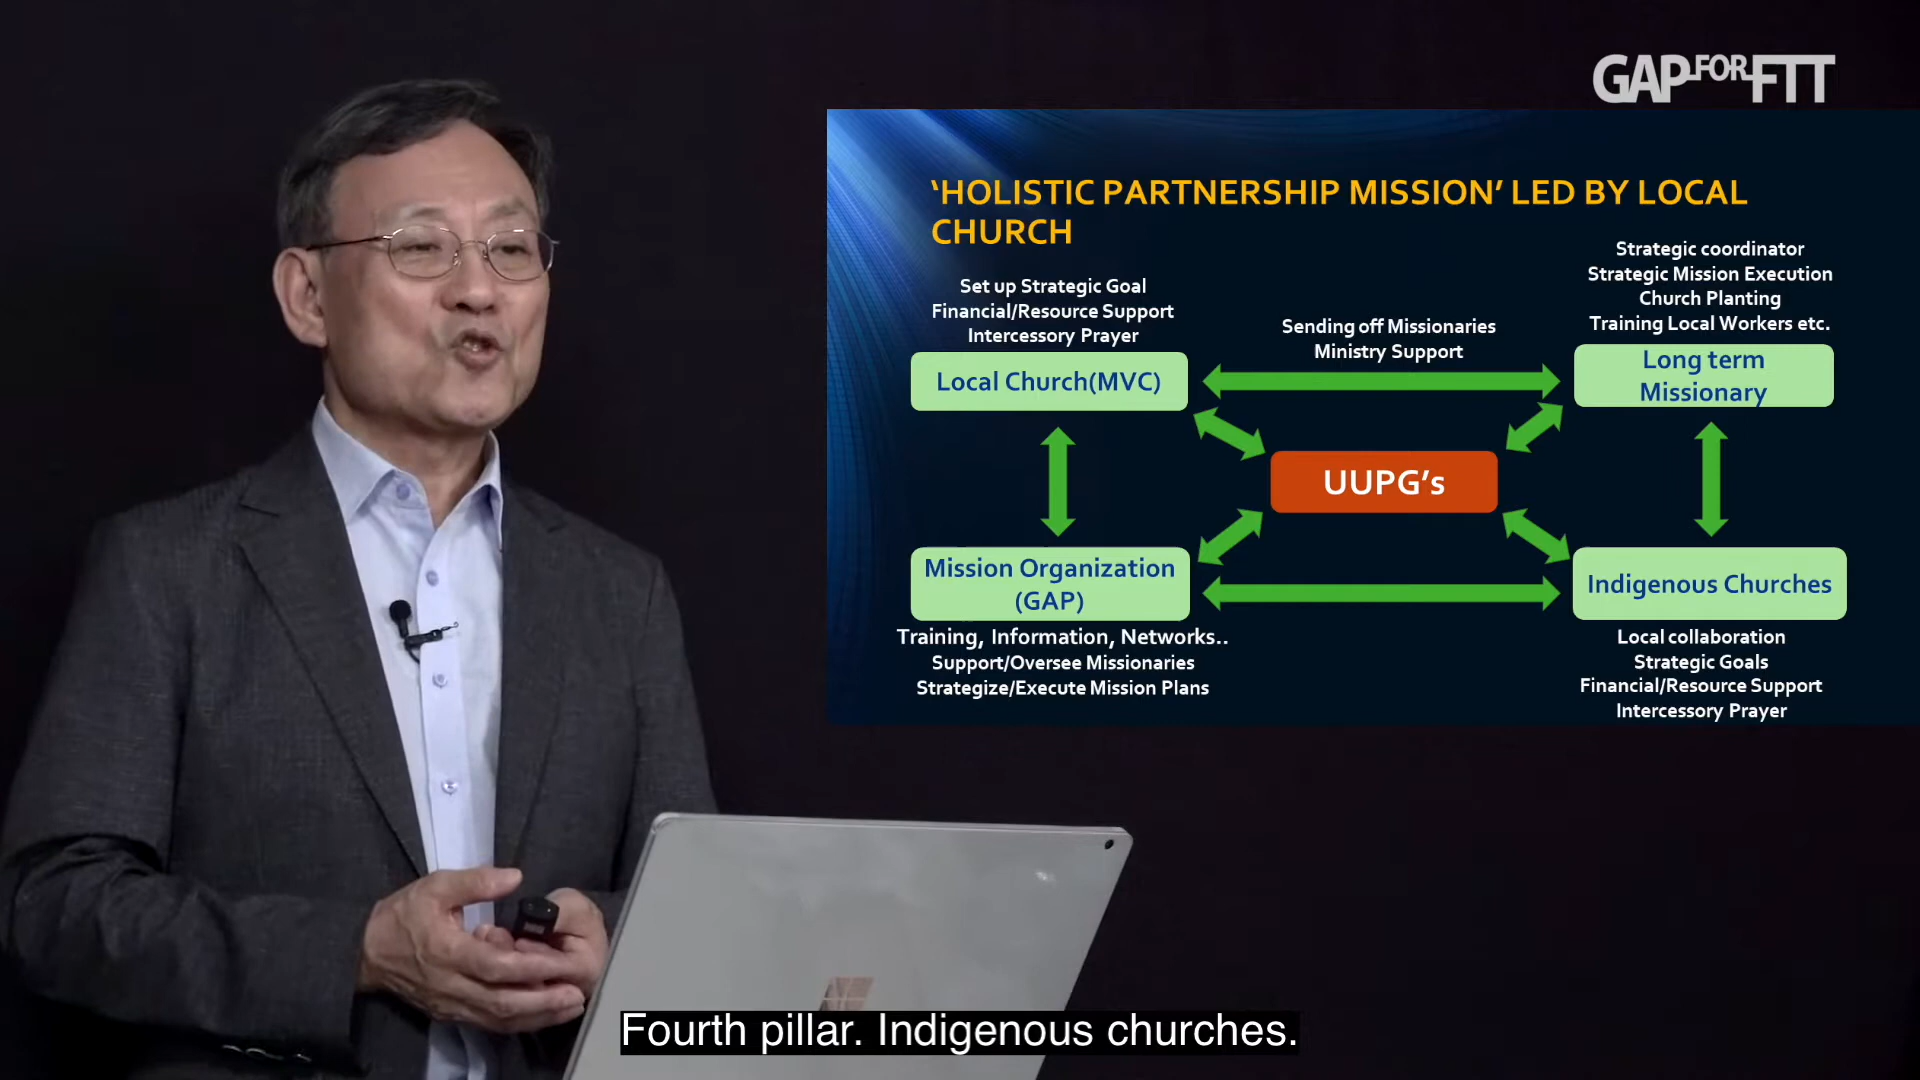 GAP FOR FTT
‘HOLISTIC PARTNERSHIP MISSION’ LED BY LOCAL
CHURCH
Set up Strategic Goal
Financial/Resource Support
Intercessory Prayer
Local Church(MVC)
Sending off Missionaries
Ministry Support
Strategic coordinator
Strategic Mission Execution
Church Planting
Training Local Workers etc.
Long term
Missionary
UUPG’s
Mission Organization
(GAP)
Training, Information, Networks..
Support/Oversee Missionaries
Strategize/Execute Mission Plans
Indigenous Churches
Local collaboration
Strategic Goals
Financial/Resource Support
Intercessory Prayer
Fourth pillar. Indigenous churches.